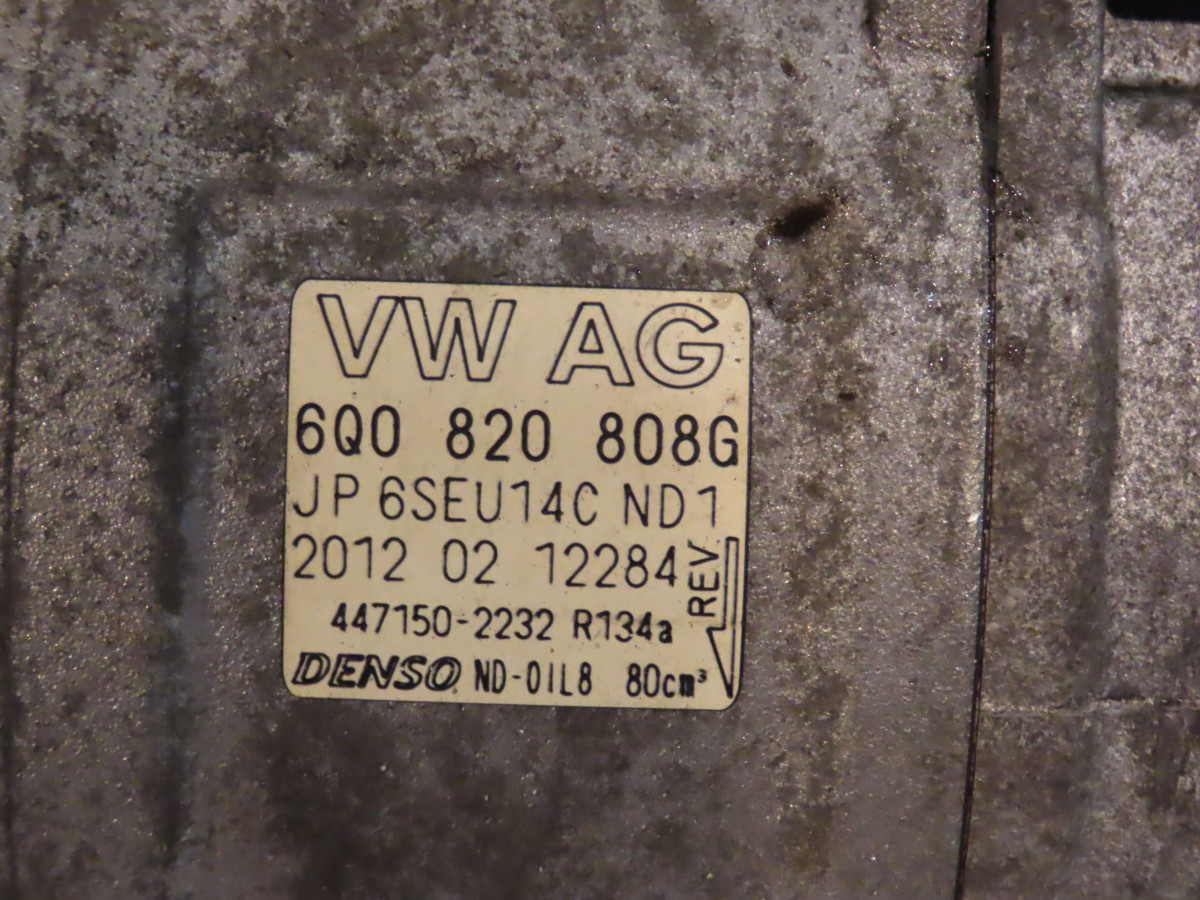 VW AG
6Q0 820 808G
JP 6SEU14C ND1
2012 02 12284
REV
447150-2232 R134a
DENSO ND-OIL8 80cm³